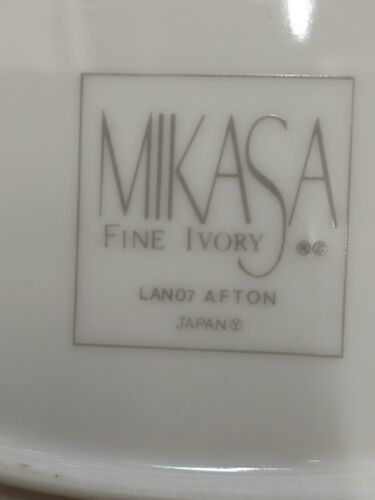 MIKASA
FINE IVORY ®©
LAN07 AFTON
JAPAN Ⓨ